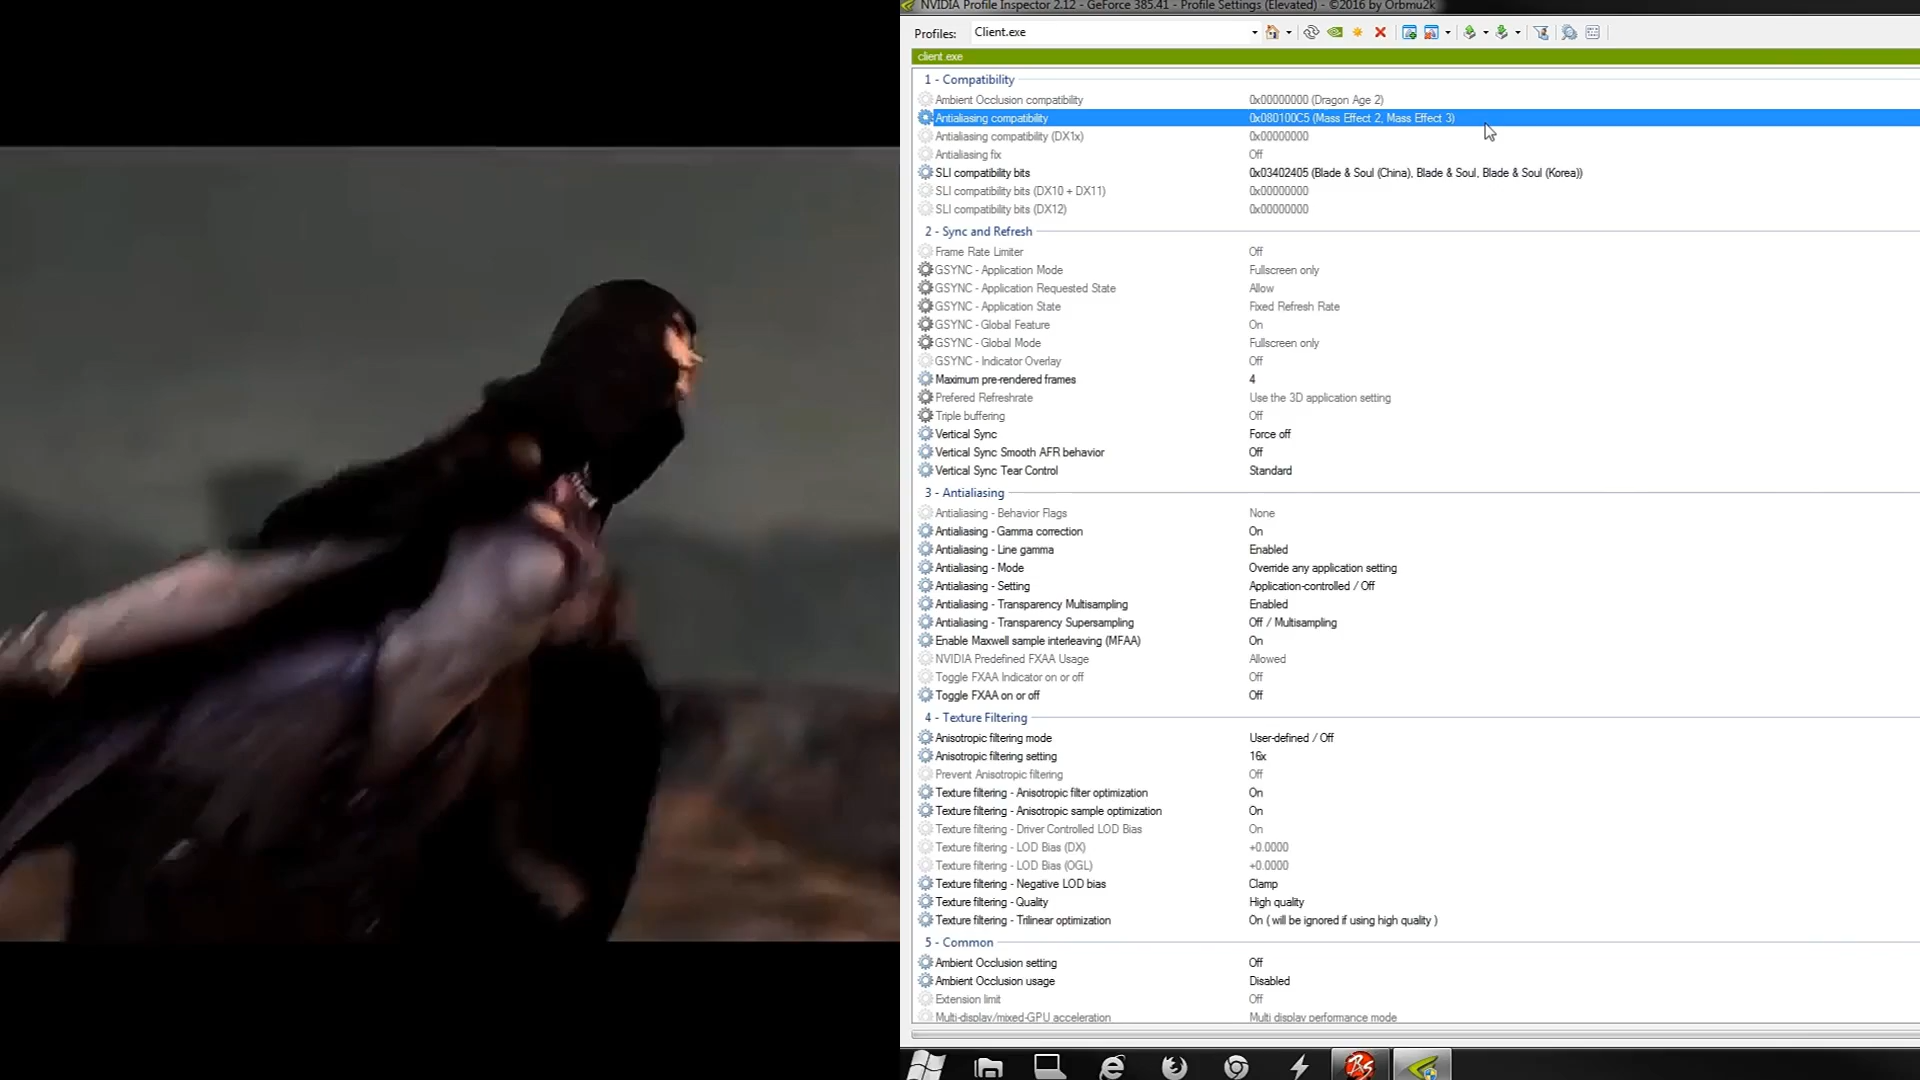 NVIDIA Profile Inspector 2.12 - GeForce 385.41 - Profile Settings (Elevated) - ©2016 by Orbmu2k
Profiles: Client.exe
client.exe
1 - Compatibility
Ambient Occlusion compatibility 0x00000000 (Dragon Age 2)
Antialiasing compatibility 0x080100C5 (Mass Effect 2, Mass Effect 3)
Antialiasing compatibility (DX1x) 0x00000000
Antialiasing fix Off
SLI compatibility bits 0x03402405 (Blade & Soul (China), Blade & Soul, Blade & Soul (Korea))
SLI compatibility bits (DX10 + DX11) 0x00000000
SLI compatibility bits (DX12) 0x00000000
2 - Sync and Refresh
Frame Rate Limiter Off
GSYNC - Application Mode Fullscreen only
GSYNC - Application Requested State Allow
GSYNC - Application State Fixed Refresh Rate
GSYNC - Global Feature On
GSYNC - Global Mode Fullscreen only
GSYNC - Indicator Overlay Off
Maximum pre-rendered frames 4
Prefered Refreshrate Use the 3D application setting
Triple buffering Off
Vertical Sync Force off
Vertical Sync Smooth AFR behavior Off
Vertical Sync Tear Control Standard
3 - Antialiasing
Antialiasing - Behavior Flags None
Antialiasing - Gamma correction On
Antialiasing - Line gamma Enabled
Antialiasing - Mode Override any application setting
Antialiasing - Setting Application-controlled / Off
Antialiasing - Transparency Multisampling Enabled
Antialiasing - Transparency Supersampling Off / Multisampling
Enable Maxwell sample interleaving (MFAA) On
NVIDIA Predefined FXAA Usage Allowed
Toggle FXAA Indicator on or off Off
Toggle FXAA on or off Off
4 - Texture Filtering
Anisotropic filtering mode User-defined / Off
Anisotropic filtering setting 16x
Prevent Anisotropic filtering Off
Texture filtering - Anisotropic filter optimization On
Texture filtering - Anisotropic sample optimization On
Texture filtering - Driver Controlled LOD Bias On
Texture filtering - LOD Bias (DX) +0.0000
Texture filtering - LOD Bias (OGL) +0.0000
Texture filtering - Negative LOD bias Clamp
Texture filtering - Quality High quality
Texture filtering - Trilinear optimization On ( will be ignored if using high quality )
5 - Common
Ambient Occlusion setting Off
Ambient Occlusion usage Disabled
Extension limit Off
Multi-display/mixed-GPU acceleration Multi display performance mode